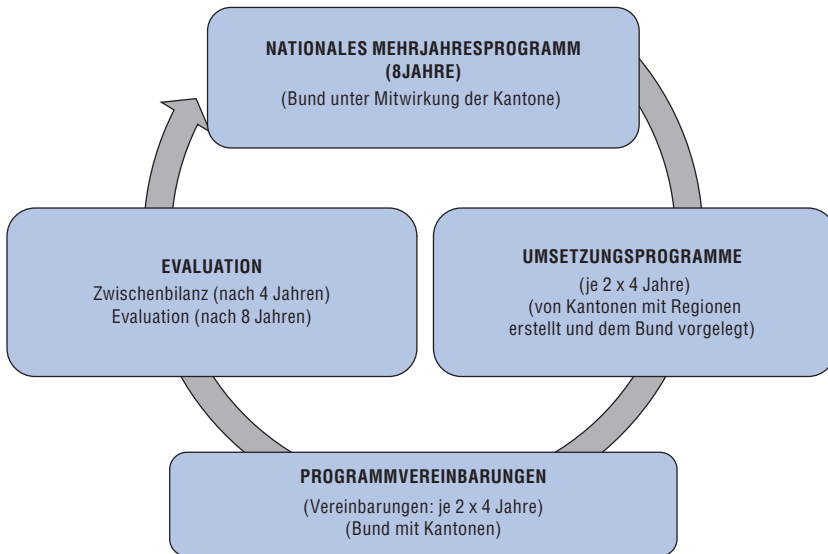 NATIONALES MEHRJAHRESPROGRAMM
(8JAHRE)
(Bund unter Mitwirkung der Kantone)
UMSETZUNGSPROGRAMME
(je 2 x 4 Jahre)
(von Kantonen mit Regionen
erstellt und dem Bund vorgelegt)
PROGRAMMVEREINBARUNGEN
(Vereinbarungen: je 2 x 4 Jahre)
(Bund mit Kantonen)
EVALUATION
Zwischenbilanz (nach 4 Jahren)
Evaluation (nach 8 Jahren)